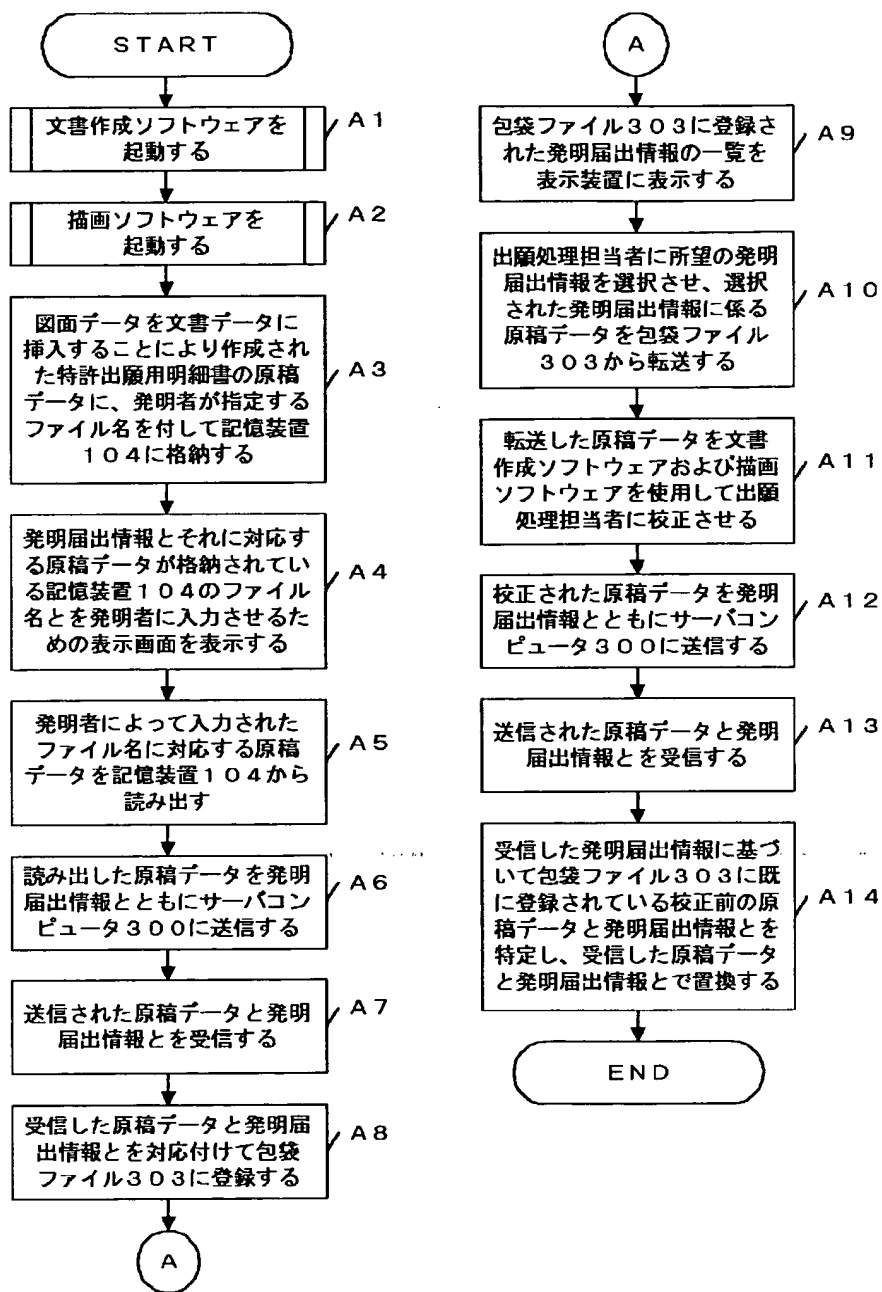 START
文書作成ソフトウェアを
起動する
A1
描画ソフトウェアを
起動する
A2
図面データを文書データに
挿入することにより作成され
た特許出願用明細書の原稿
データに、発明者が指定する
ファイル名を付して記憶装置
104に格納する
A3
発明届出情報とそれに対応
する原稿データが格納されてい
る記憶装置104のファイル
名とを発明者に入力させるた
めの表示画面を表示する
A4
発明者によって入力された
ファイル名に対応する原稿
データを記憶装置104から
読み出す
A5
読み出した原稿データを発明
届出情報とともにサーバコン
ピュータ300に送信する
A6
送信された原稿データと発明
届出情報とを受信する
A7
受信した原稿データと発明届
出情報とを対応付けて包袋
ファイル303に登録する
A8
A
A
包袋ファイル303に登録さ
れた発明届出情報の一覧を
表示装置に表示する
A9
出願処理担当者に所望の発明
届出情報を選択させ、選択
された発明届出情報に係る
原稿データを包袋ファイル
303から転送する
A10
転送した原稿データを文書
作成ソフトウェアおよび描画
ソフトウェアを使用して出願
処理担当者に校正させる
A11
校正された原稿データを発明
届出情報とともにサーバコン
ピュータ300に送信する
A12
送信された原稿データと発明
届出情報とを受信する
A13
受信した発明届出情報に基づ
いて包袋ファイル303に既
に登録されている校正前の原
稿データと発明届出情報とを
特定し、受信した原稿データ
と発明届出情報とで置換する
A14
END